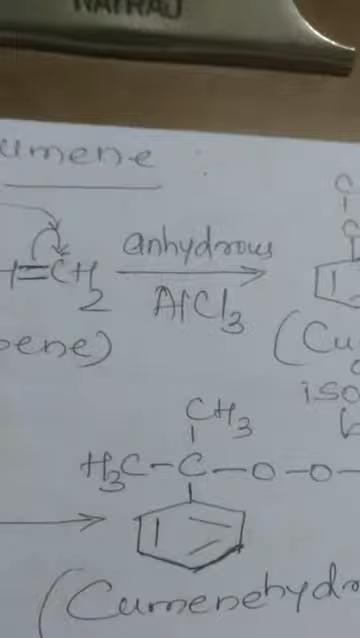 NATRAJ
umene
CH2
anhydrous
AlCl3
C
C
(Cu
pene)
iso
CH3
H3C-C-O-O-
(Cumenehydro